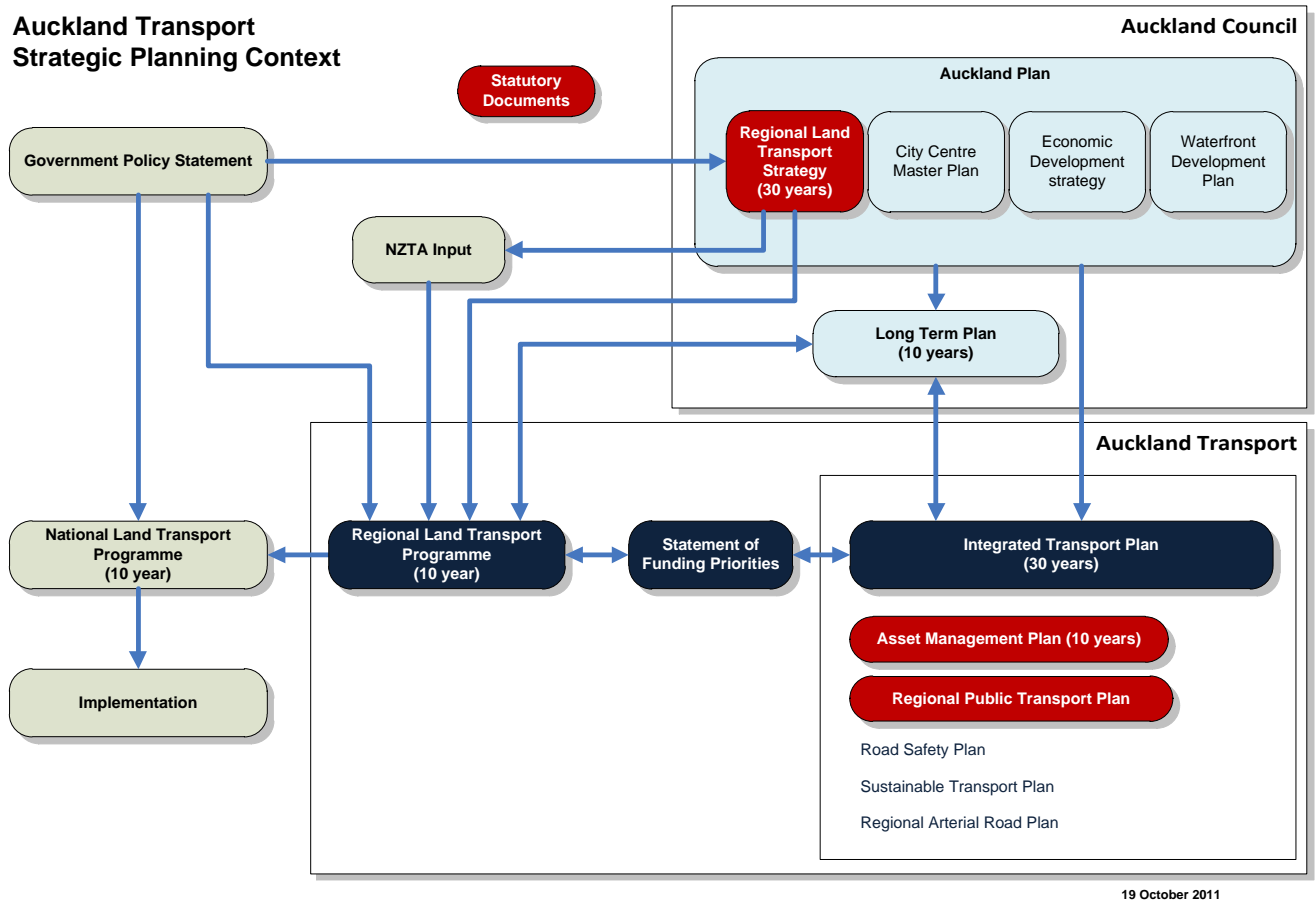 Auckland Transport
Strategic Planning Context
Statutory
Documents
Auckland Council
Auckland Plan
Government Policy Statement
Regional Land
Transport
Strategy
(30 years)
City Centre
Master Plan
Economic
Development
strategy
Waterfront
Development
Plan
NZTA Input
Long Term Plan
(10 years)
Auckland Transport
National Land Transport
Programme
(10 year)
Regional Land Transport
Programme
(10 year)
Statement of
Funding Priorities
Integrated Transport Plan
(30 years)
Asset Management Plan (10 years)
Implementation
Regional Public Transport Plan
Road Safety Plan
Sustainable Transport Plan
Regional Arterial Road Plan
19 October 2011